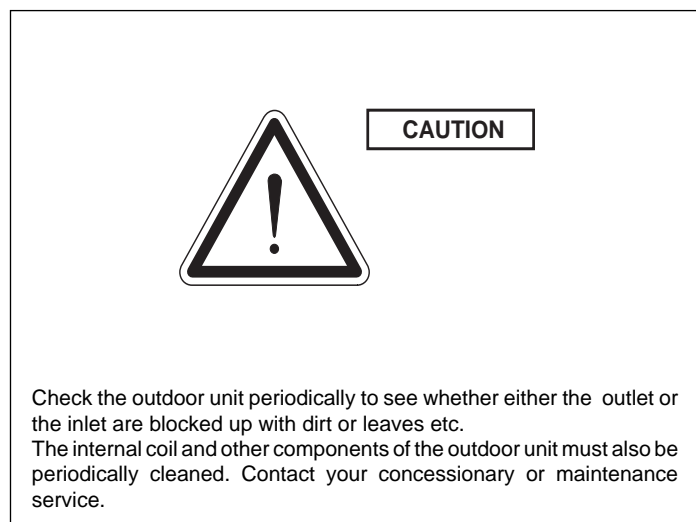 CAUTION
Check the outdoor unit periodically to see whether either the outlet or
the inlet are blocked up with dirt or leaves etc.
The internal coil and other components of the outdoor unit must also be
periodically cleaned. Contact your concessionary or maintenance
service.